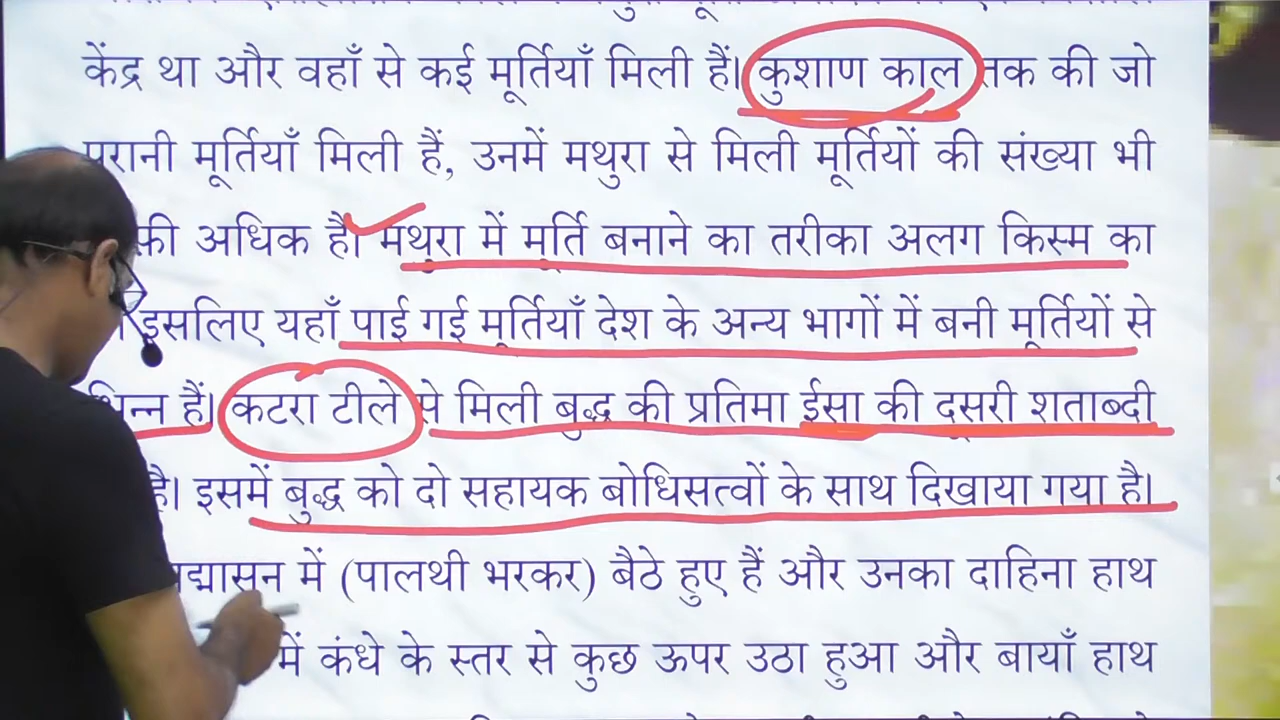 केंद्र था और वहाँ से कई मूर्तियाँ मिली हैं। कुशाण काल तक की जो
पुरानी मूर्तियाँ मिली हैं, उनमें मथुरा से मिली मूर्तियों की संख्या भी
अधिक है। मथुरा में मूर्ति बनाने का तरीका अलग किस्म का
इसलिए यहाँ पाई गई मूर्तियाँ देश के अन्य भागों में बनी मूर्तियों से
भिन्न हैं। कटरा टीले से मिली बुद्ध की प्रतिमा ईसा की दूसरी शताब्दी
है। इसमें बुद्ध को दो सहायक बोधिसत्वों के साथ दिखाया गया है।
पद्मासन में (पालथी भरकर) बैठे हुए हैं और उनका दाहिना हाथ
में कंधे के स्तर से कुछ ऊपर उठा हुआ और बायाँ हाथ